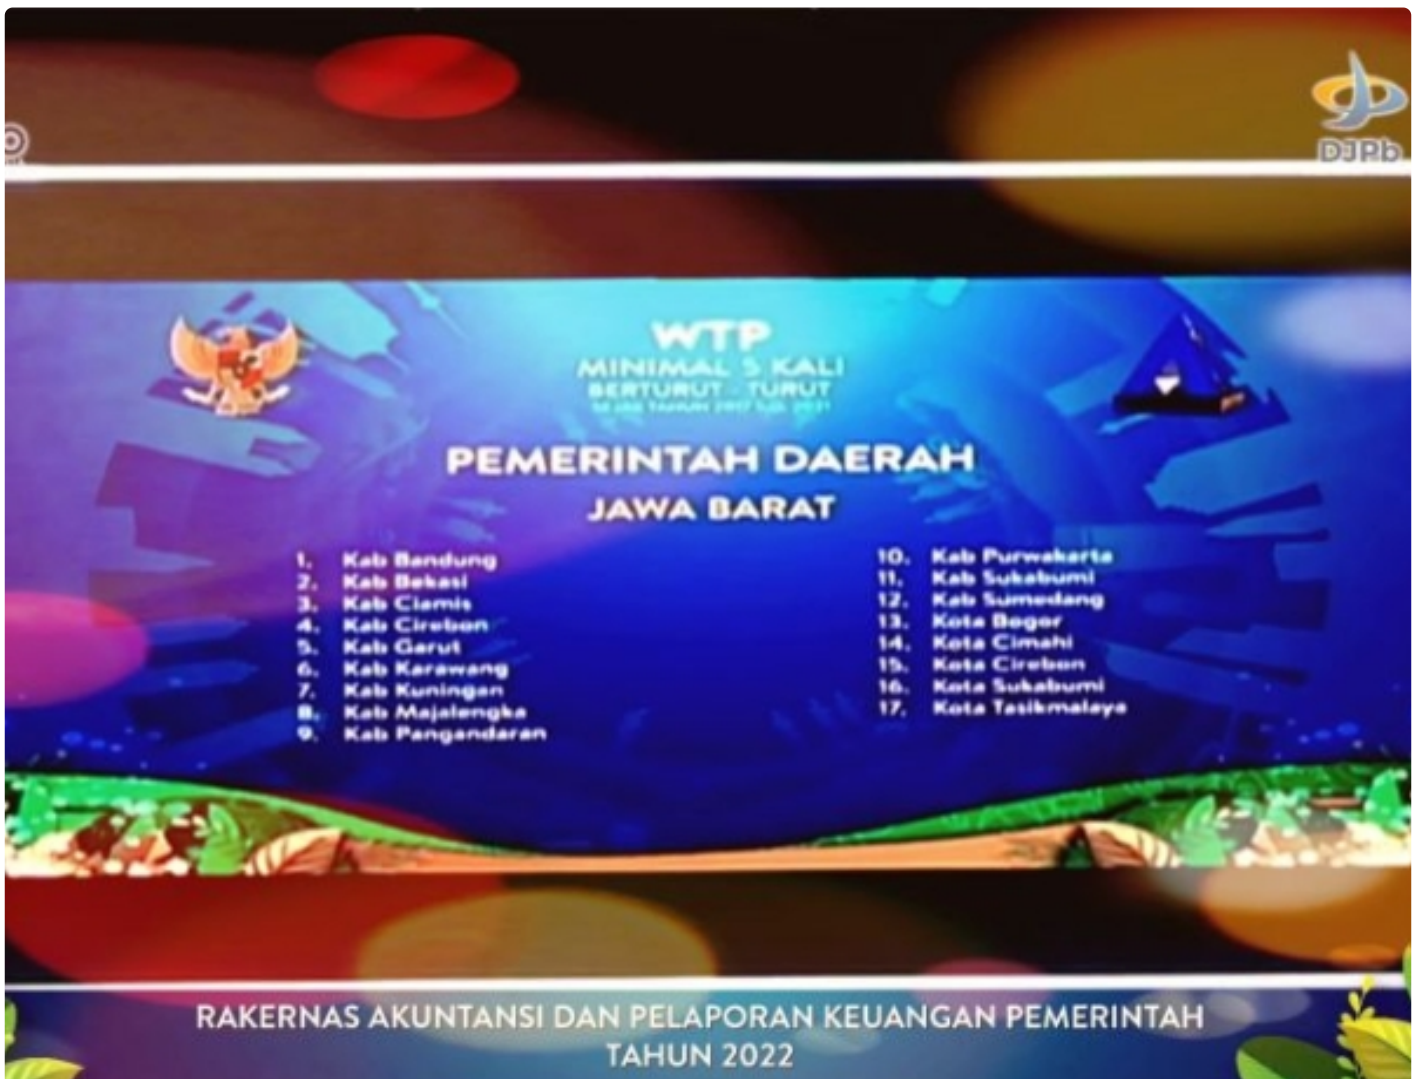 DJPb
WTP
MINIMAL 5 KALI
BERTURUT - TURUT
TAHUN 2017 2021
PEMERINTAH DAERAH
JAWA BARAT
1. Kab Bandung
2. Kab Bekasi
3. Kab Ciamis
4. Kab Cirebon
5. Kab Garut
6. Kab Karawang
7. Kab Kuningan
8. Kab Majalengka
9. Kab Pangandaran
10. Kab Purwakarta
11. Kab Sukabumi
12. Kab Sumedang
13. Kota Bogor
14. Kota Cimahi
15. Kota Cirebon
16. Kota Sukabumi
17. Kota Tasikmalaya
RAKERNAS AKUNTANSI DAN PELAPORAN KEUANGAN PEMERINTAH
TAHUN 2022